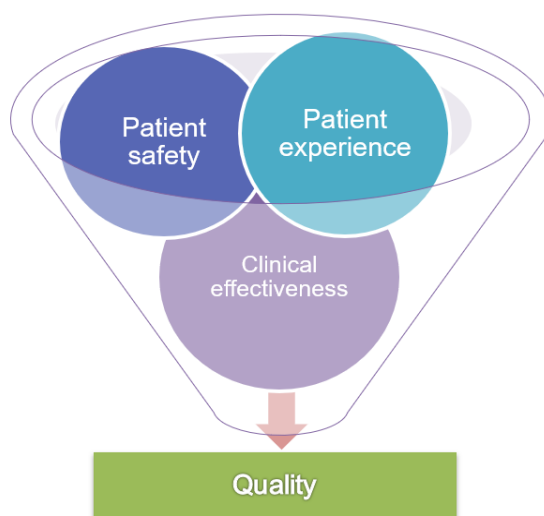 Patient
safety
Patient
experience
Clinical
effectiveness
Quality